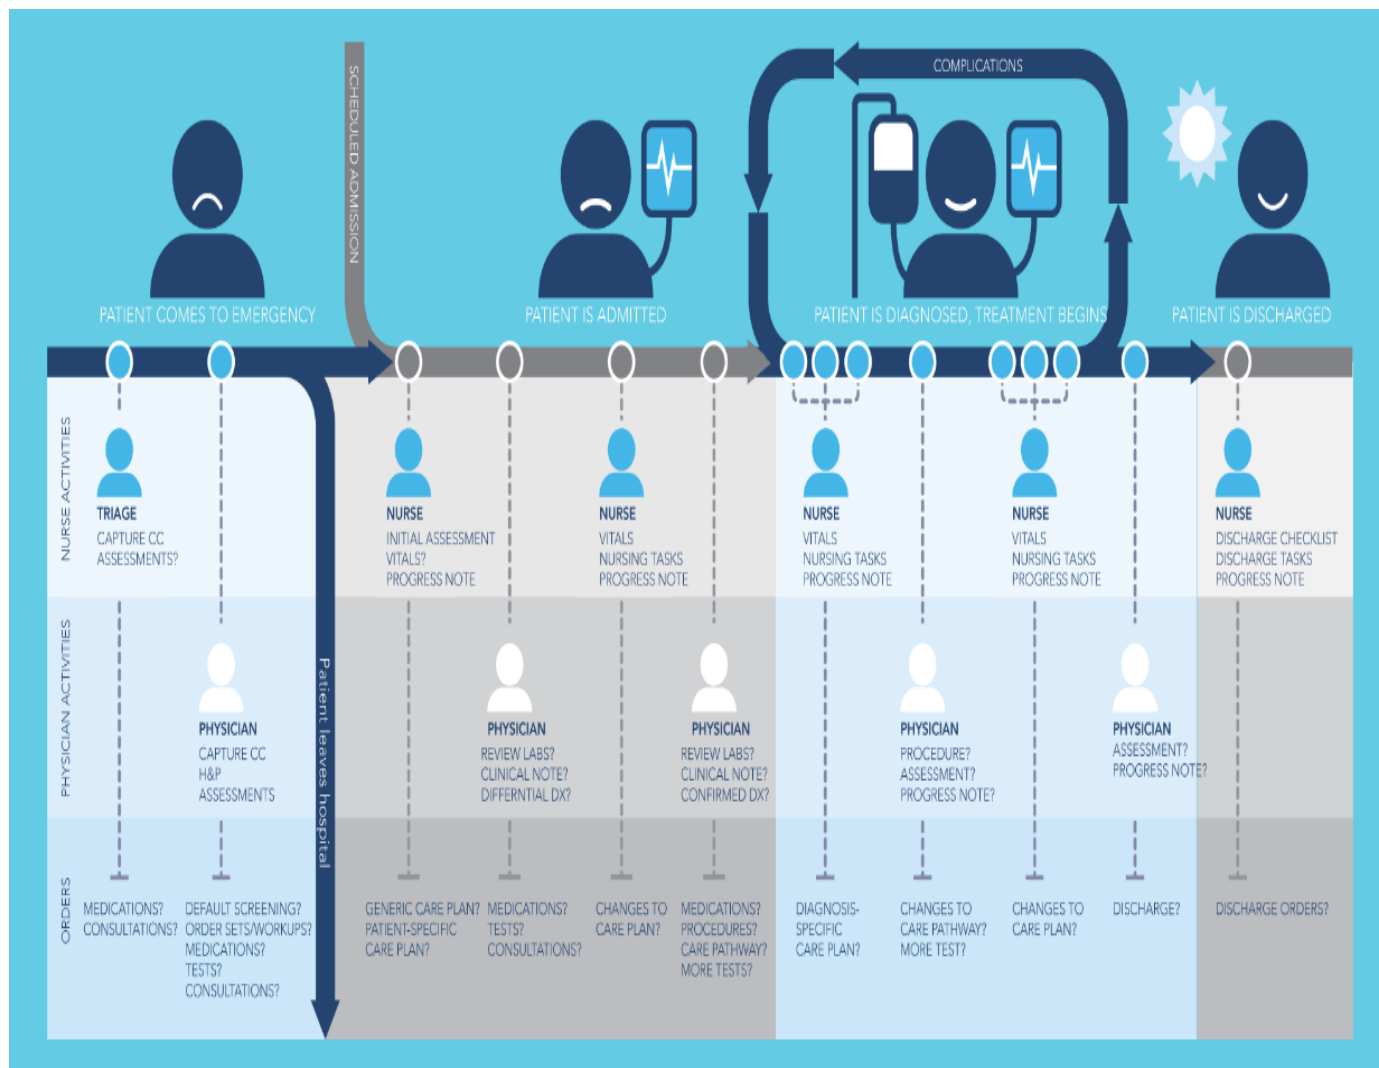 COMPLICATIONS
SCHEDULED ADMISSION
PATIENT COMES TO EMERGENCY
PATIENT IS ADMITTED
PATIENT IS DIAGNOSED, TREATMENT BEGINS
PATIENT IS DISCHARGED
NURSE ACTIVITIES
TRIAGE
CAPTURE CC
ASSESSMENTS?
NURSE
INITIAL ASSESSMENT
VITALS?
PROGRESS NOTE
NURSE
VITALS
NURSING TASKS
PROGRESS NOTE
NURSE
VITALS
NURSING TASKS
PROGRESS NOTE
NURSE
VITALS
NURSING TASKS
PROGRESS NOTE
NURSE
DISCHARGE CHECKLIST
DISCHARGE TASKS
PROGRESS NOTE
PHYSICIAN ACTIVITIES
PHYSICIAN
CAPTURE CC
H&P
ASSESSMENTS
Patient leaves hospital
PHYSICIAN
REVIEW LABS?
CLINICAL NOTE?
DIFFERNTIAL DX?
PHYSICIAN
REVIEW LABS?
CLINICAL NOTE?
CONFIRMED DX?
PHYSICIAN
PROCEDURE?
ASSESSMENT?
PROGRESS NOTE?
PHYSICIAN
ASSESSMENT?
PROGRESS NOTE?
ORDERS
MEDICATIONS?
CONSULTATIONS?
DEFAULT SCREENING?
ORDER SETS/WORKUPS?
MEDICATIONS?
TESTS?
CONSULTATIONS?
GENERIC CARE PLAN?
PATIENT-SPECIFIC
CARE PLAN?
MEDICATIONS?
TESTS?
CONSULTATIONS?
CHANGES TO
CARE PLAN?
MEDICATIONS?
PROCEDURES?
CARE PATHWAY?
MORE TESTS?
DIAGNOSIS-
SPECIFIC
CARE PLAN?
CHANGES TO
CARE PATHWAY?
MORE TEST?
CHANGES TO
CARE PLAN?
DISCHARGE?
DISCHARGE ORDERS?